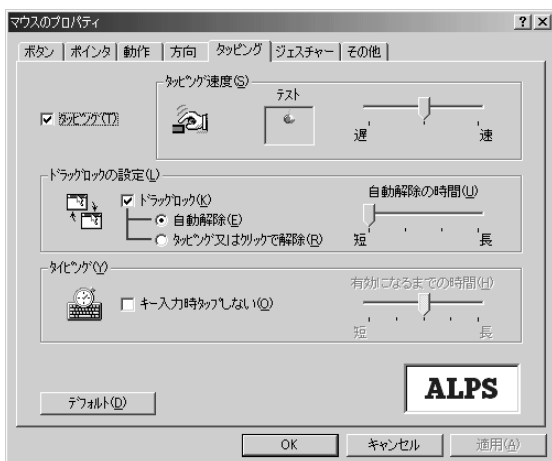 マウスのプロパティ
ボタン ポインタ 動作 方向 タッピング ジェスチャー その他
タッピング(T)
タッピング速度(S)
テスト
遅 速
ドラッグロックの設定(L)
ドラッグロック(K)
自動解除(E)
タッピング又はクリックで解除(R)
自動解除の時間(U)
短 長
タイピング(Y)
キー入力時タップしない(O)
有効になるまでの時間(H)
短 長
デフォルト(D)
ALPS
OK キャンセル 適用(A)